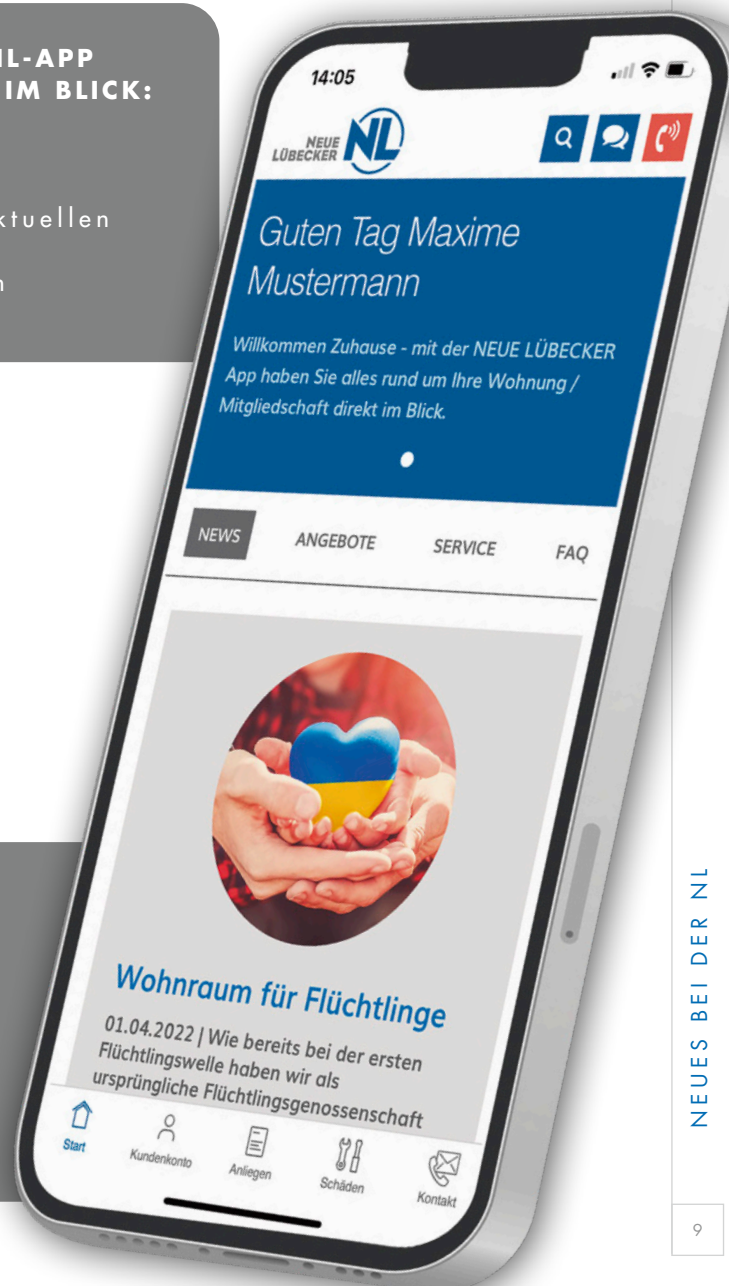 NL-APP
IM BLICK:
ktuellen
n
14:05
NEUE
LÜBECKER
NL
Guten Tag Maxime
Mustermann
Willkommen Zuhause - mit der NEUE LÜBECKER
App haben Sie alles rund um Ihre Wohnung /
Mitgliedschaft direkt im Blick.
NEWS ANGEBOTE SERVICE FAQ
Wohnraum für Flüchtlinge
01.04.2022 | Wie bereits bei der ersten
Flüchtlingswelle haben wir als
ursprüngliche Flüchtlingsgenossenschaft
Start Kundenkonto Anliegen Schäden Kontakt
NEUES BEI DER NL
9